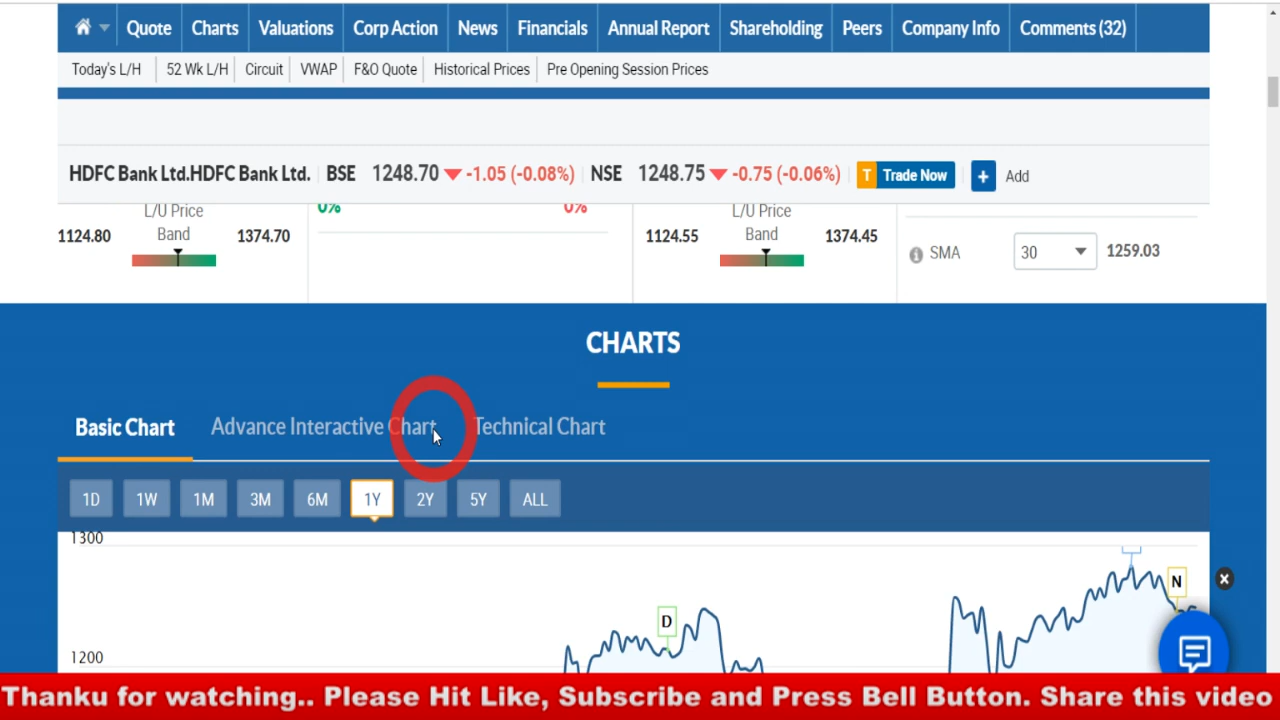 Quote Charts Valuations Corp Action News Financials Annual Report Shareholding Peers Company Info Comments (32)
Today's L/H 52 Wk L/H Circuit VWAP F&O Quote Historical Prices Pre Opening Session Prices
HDFC Bank Ltd.HDFC Bank Ltd. BSE 1248.70 -1.05 (-0.08%) NSE 1248.75 -0.75 (-0.06%) T Trade Now + Add
0% 0%
L/U Price L/U Price
1124.80 Band 1374.70 1124.55 Band 1374.45
SMA 30 1259.03
CHARTS
Basic Chart Advance Interactive Chart Technical Chart
1D 1W 1M 3M 6M 1Y 2Y 5Y ALL
1300
N
D
1200
Thanku for watching.. Please Hit Like, Subscribe and Press Bell Button. Share this video